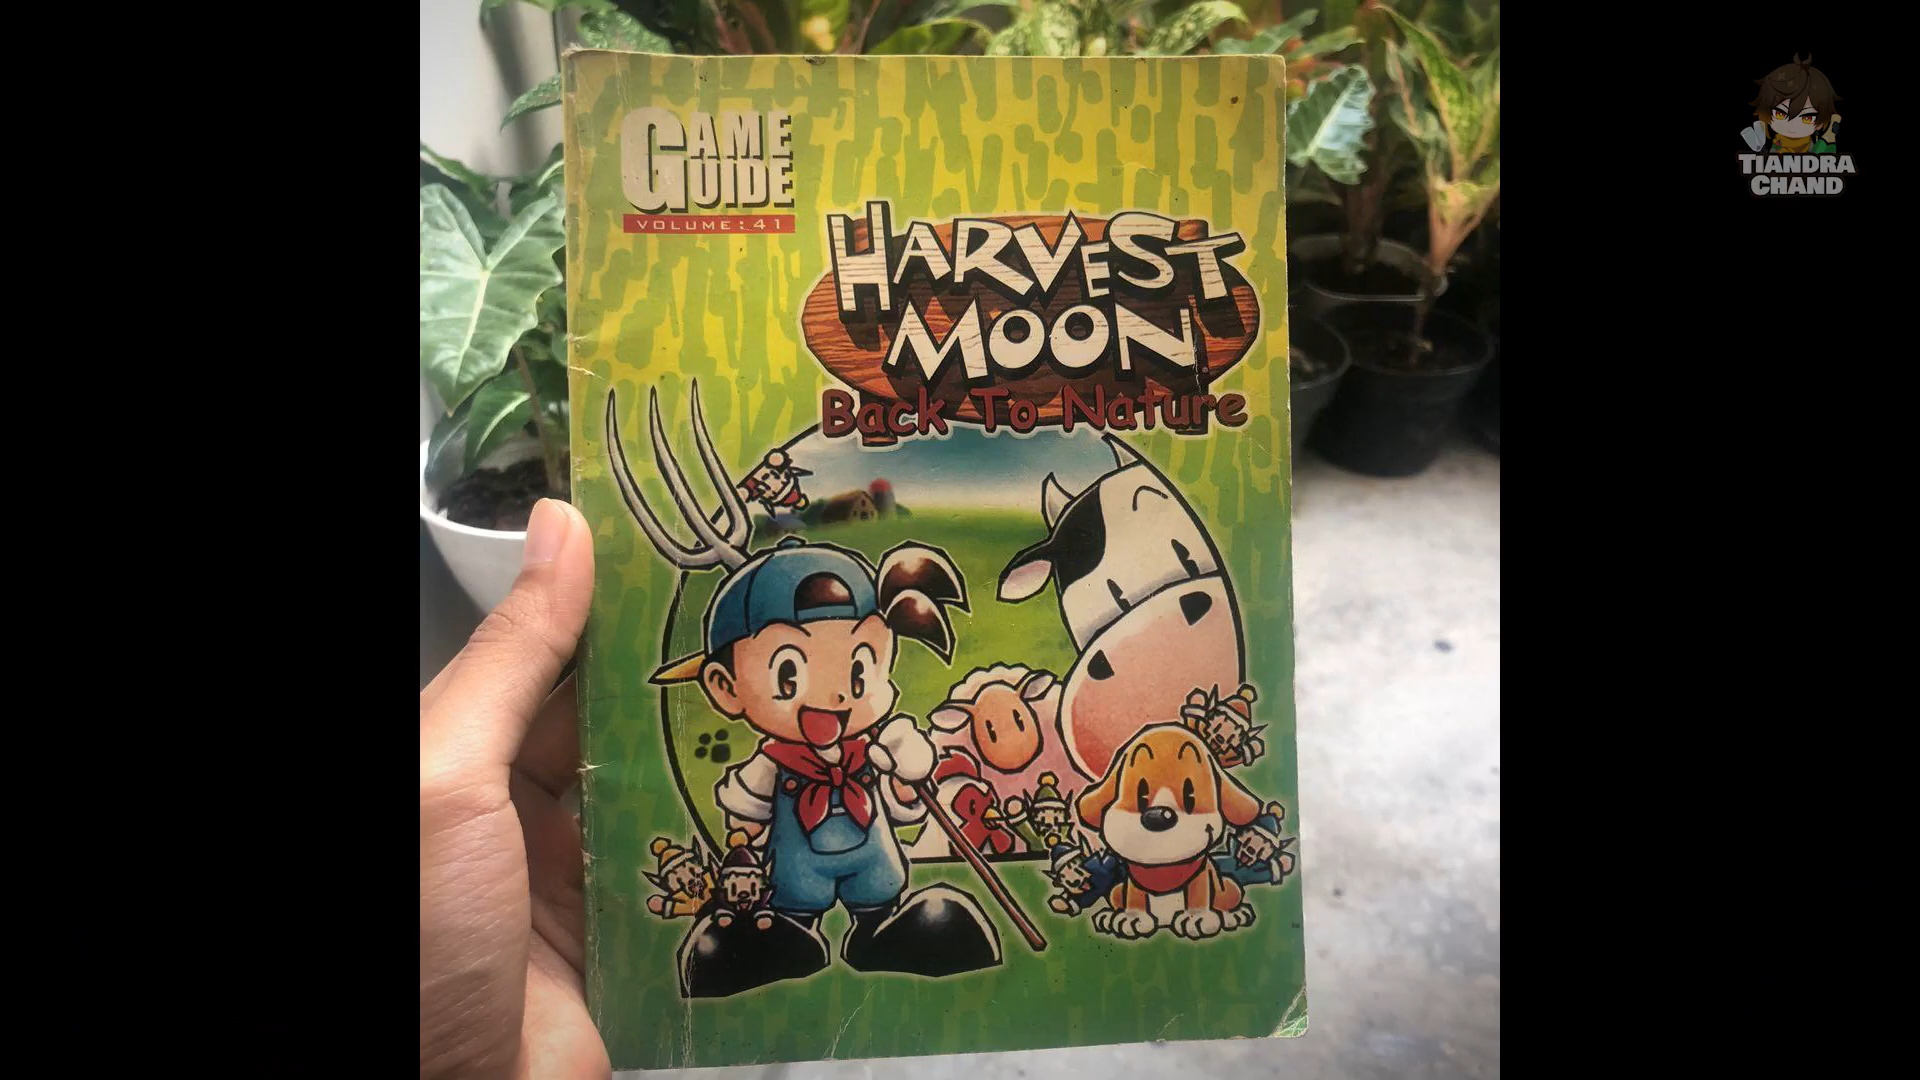 GAME
GUIDE
VOLUME: 41
HARVEST
MOON
Back To Nature
TIANDRA
CHAND